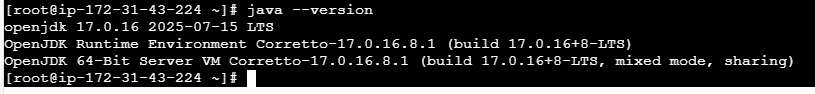 [root@ip-172-31-43-224 ~]# java --version
openjdk 17.0.16 2025-07-15 LTS
OpenJDK Runtime Environment Corretto-17.0.16.8.1 (build 17.0.16+8-LTS)
OpenJDK 64-Bit Server VM Corretto-17.0.16.8.1 (build 17.0.16+8-LTS, mixed mode, sharing)
[root@ip-172-31-43-224 ~]#